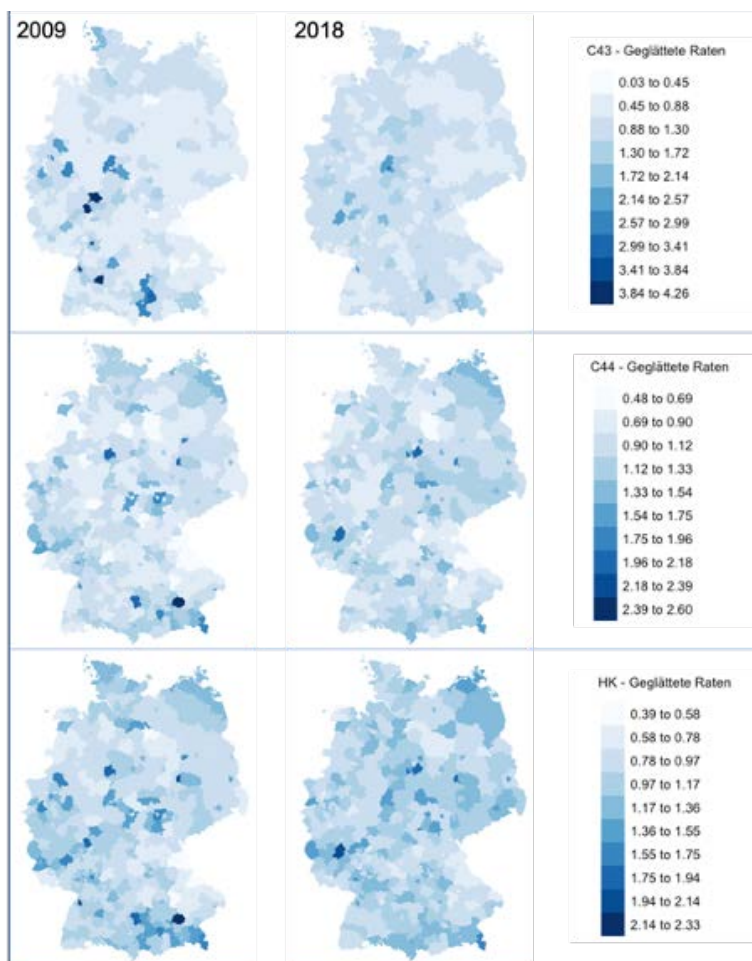 2009
2018
C43 - Geglättete Raten
0.03 to 0.45
0.45 to 0.88
0.88 to 1.30
1.30 to 1.72
1.72 to 2.14
2.14 to 2.57
2.57 to 2.99
2.99 to 3.41
3.41 to 3.84
3.84 to 4.26
C44 - Geglättete Raten
0.48 to 0.69
0.69 to 0.90
0.90 to 1.12
1.12 to 1.33
1.33 to 1.54
1.54 to 1.75
1.75 to 1.96
1.96 to 2.18
2.18 to 2.39
2.39 to 2.60
HK - Geglättete Raten
0.39 to 0.58
0.58 to 0.78
0.78 to 0.97
0.97 to 1.17
1.17 to 1.36
1.36 to 1.55
1.55 to 1.75
1.75 to 1.94
1.94 to 2.14
2.14 to 2.33